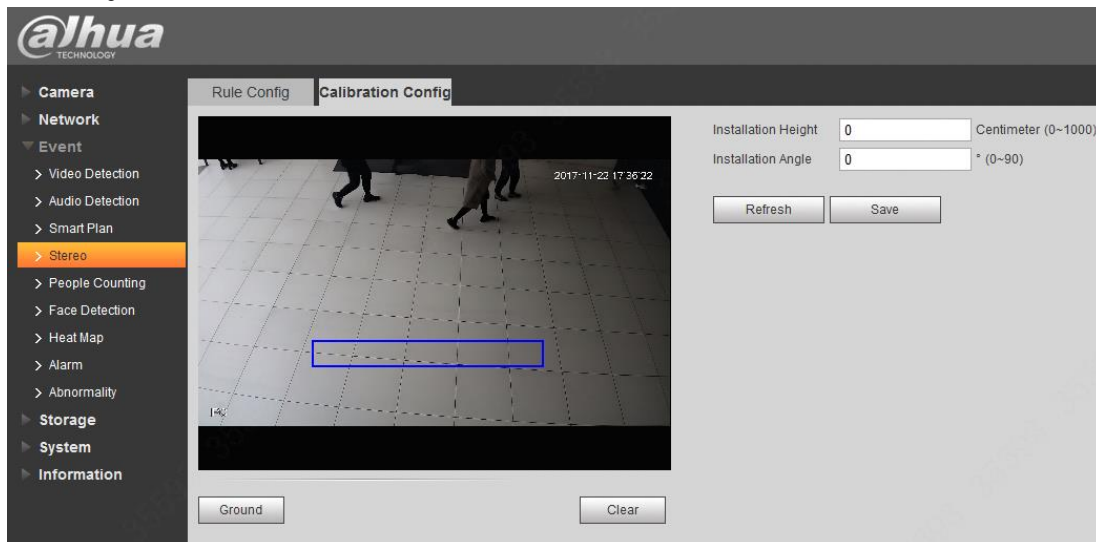 alhua
TECHNOLOGY
Camera
Network
Event
Video Detection
Audio Detection
Smart Plan
Stereo
People Counting
Face Detection
Heat Map
Alarm
Abnormality
Storage
System
Information
Rule Config
Calibration Config
2017-11-22 17:36:22
Installation Height 0 Centimeter (0~1000)
Installation Angle 0 ° (0~90)
Refresh Save
Ground Clear